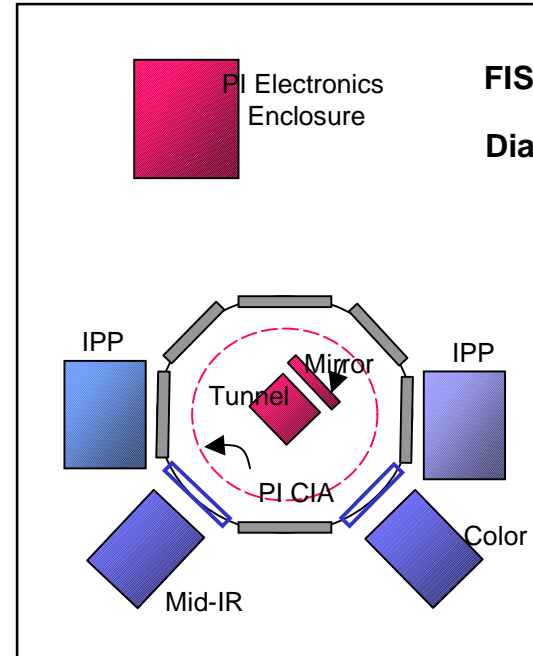 PI Electronics
Enclosure
FIS
Dia
IPP
IPP
Mirror
Tunnel
PI CIA
Color
Mid-IR